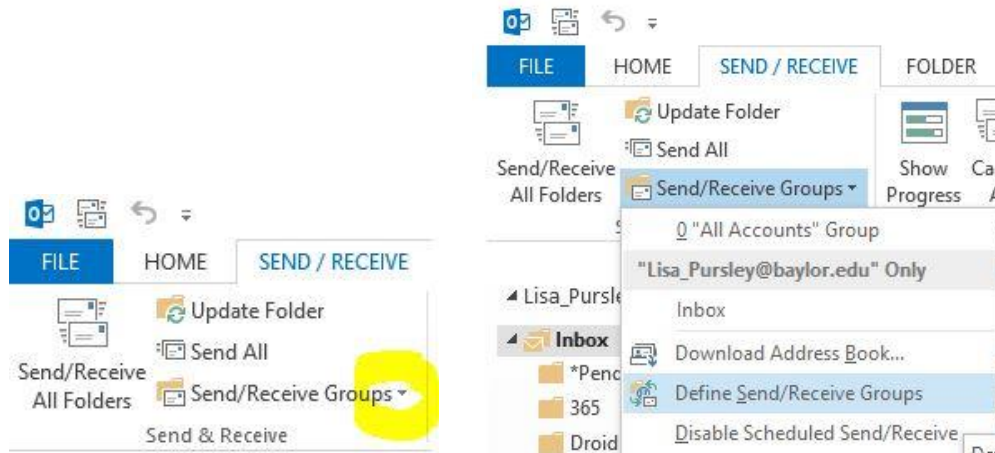 FILE HOME SEND / RECEIVE
Update Folder
Send All
Send/Receive
All Folders
Send/Receive Groups
Send & Receive
FILE HOME SEND / RECEIVE FOLDER
Update Folder
Send All
Send/Receive
All Folders
Send/Receive Groups
Show
Progress
0 "All Accounts" Group
"Lisa_Pursley@baylor.edu" Only
Inbox
Download Address Book...
Define Send/Receive Groups
Disable Scheduled Send/Receive
Lisa_Pursle
Inbox
*Penc
365
Droid